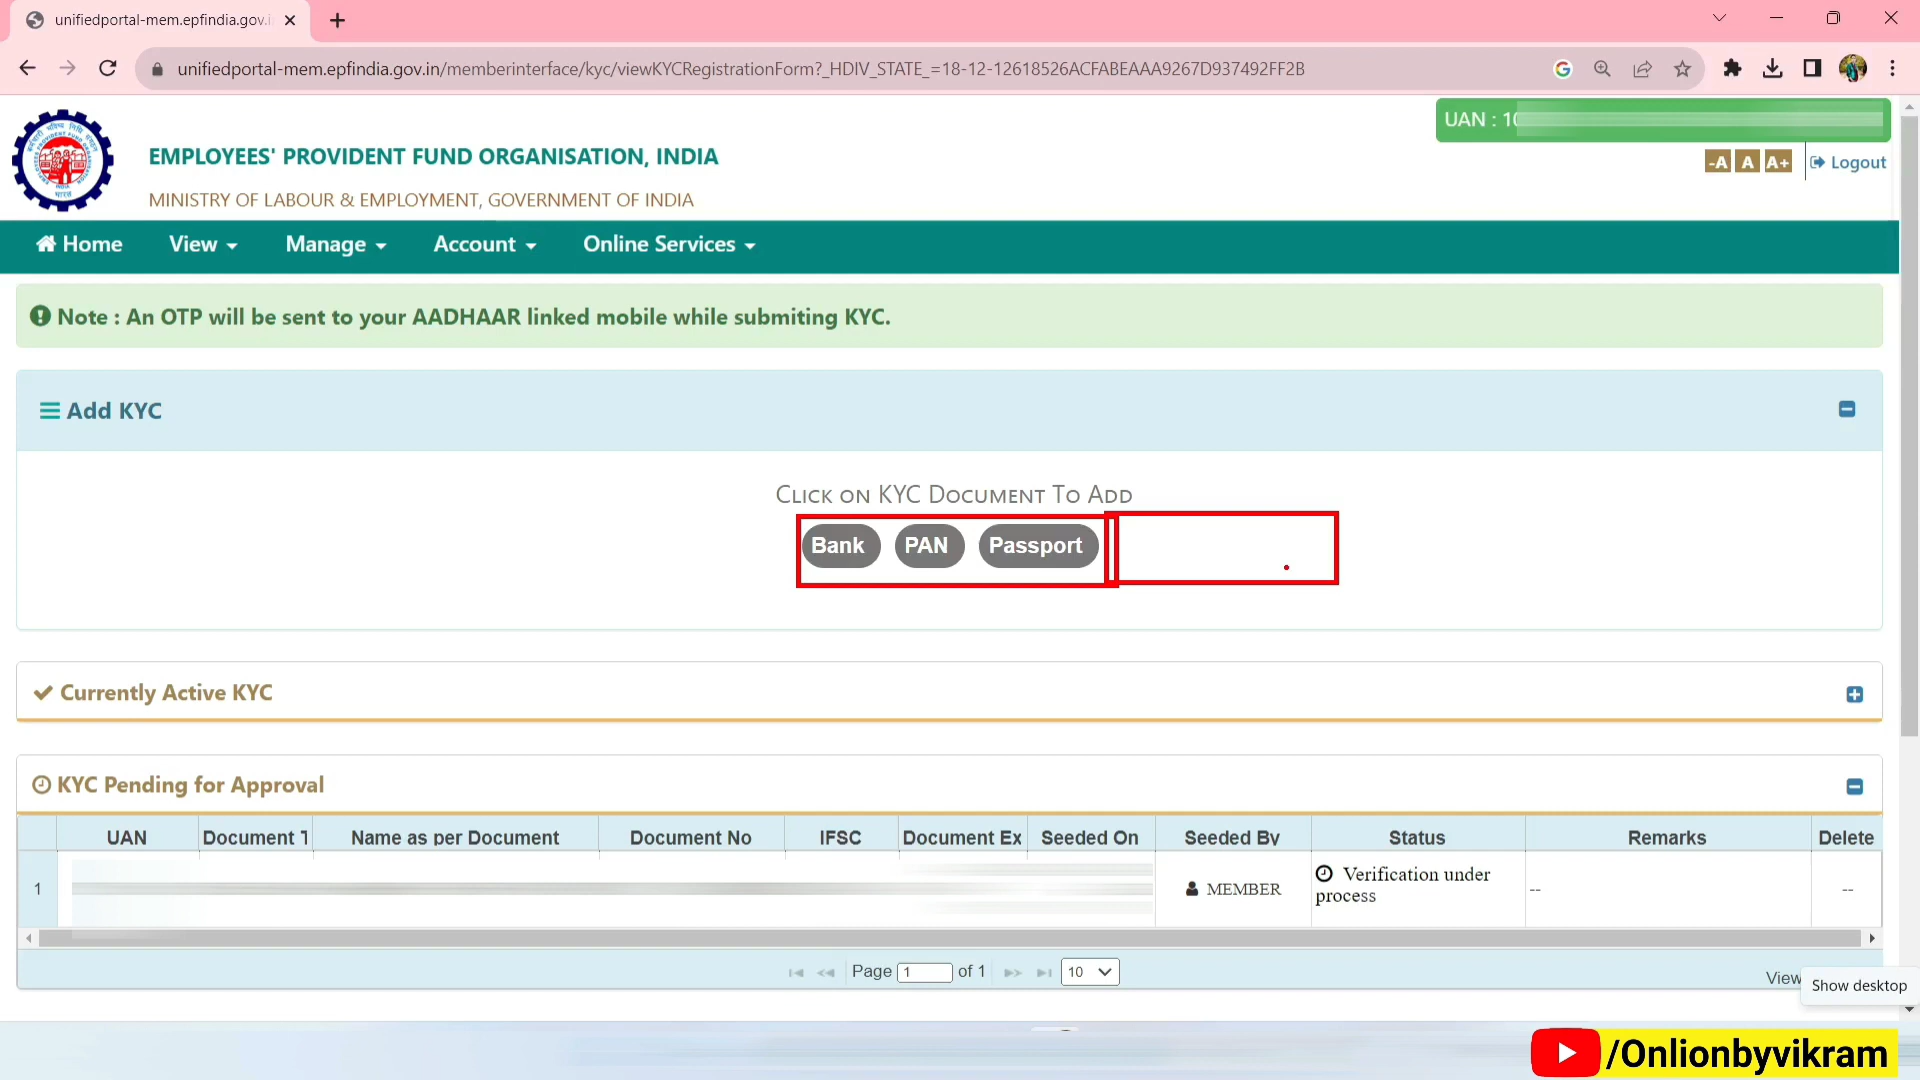 unifiedportal-mem.epfindia.gov.i
unifiedportal-mem.epfindia.gov.in/memberinterface/kyc/viewKYCRegistrationForm?_HDIV_STATE_=18-12-12618526ACFABEAAA9267D937492FF2B
UAN : 10
EMPLOYEES' PROVIDENT FUND ORGANISATION, INDIA
-A A A+ Logout
MINISTRY OF LABOUR & EMPLOYMENT, GOVERNMENT OF INDIA
Home View Manage Account Online Services
Note : An OTP will be sent to your AADHAAR linked mobile while submiting KYC.
Add KYC
CLICK ON KYC DOCUMENT TO ADD
Bank PAN Passport
Currently Active KYC
KYC Pending for Approval
UAN Document T Name as per Document Document No IFSC Document Ex Seeded On Seeded By Status Remarks Delete
1 MEMBER Verification under process -- --
Page 1 of 1 10
View
Show desktop
/Onlionbyvikram